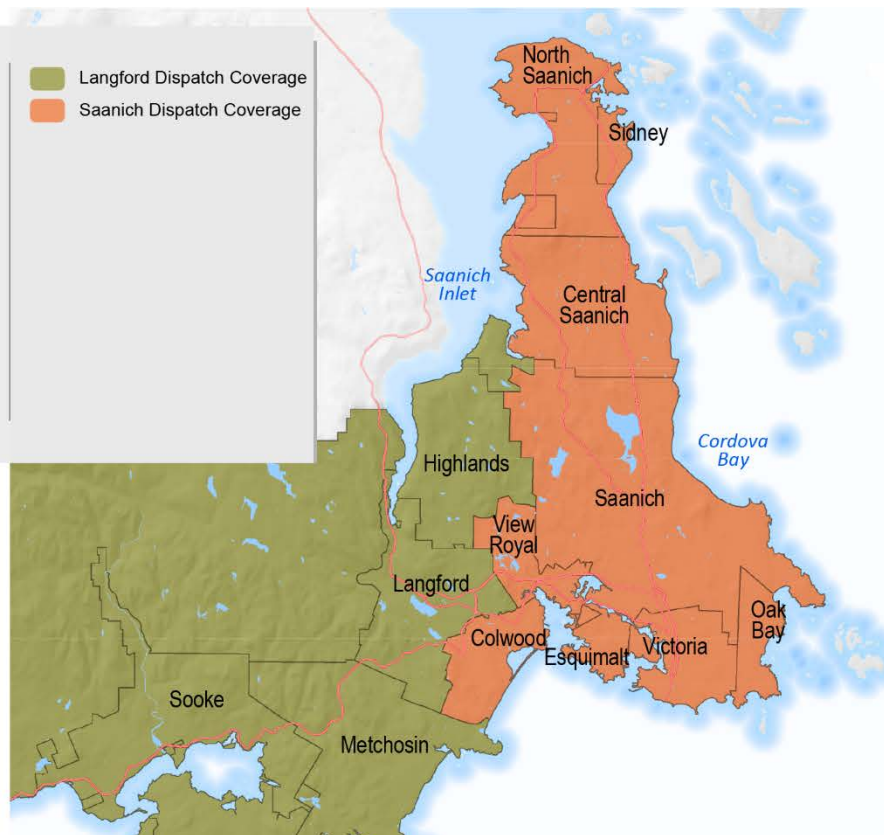 Langford Dispatch Coverage
Saanich Dispatch Coverage
North
Saanich
Sidney
Saanich
Inlet
Central
Saanich
Cordova
Bay
Highlands
Saanich
View
Royal
Langford
Oak
Bay
Colwood
Victoria
Esquimalt
Sooke
Metchosin